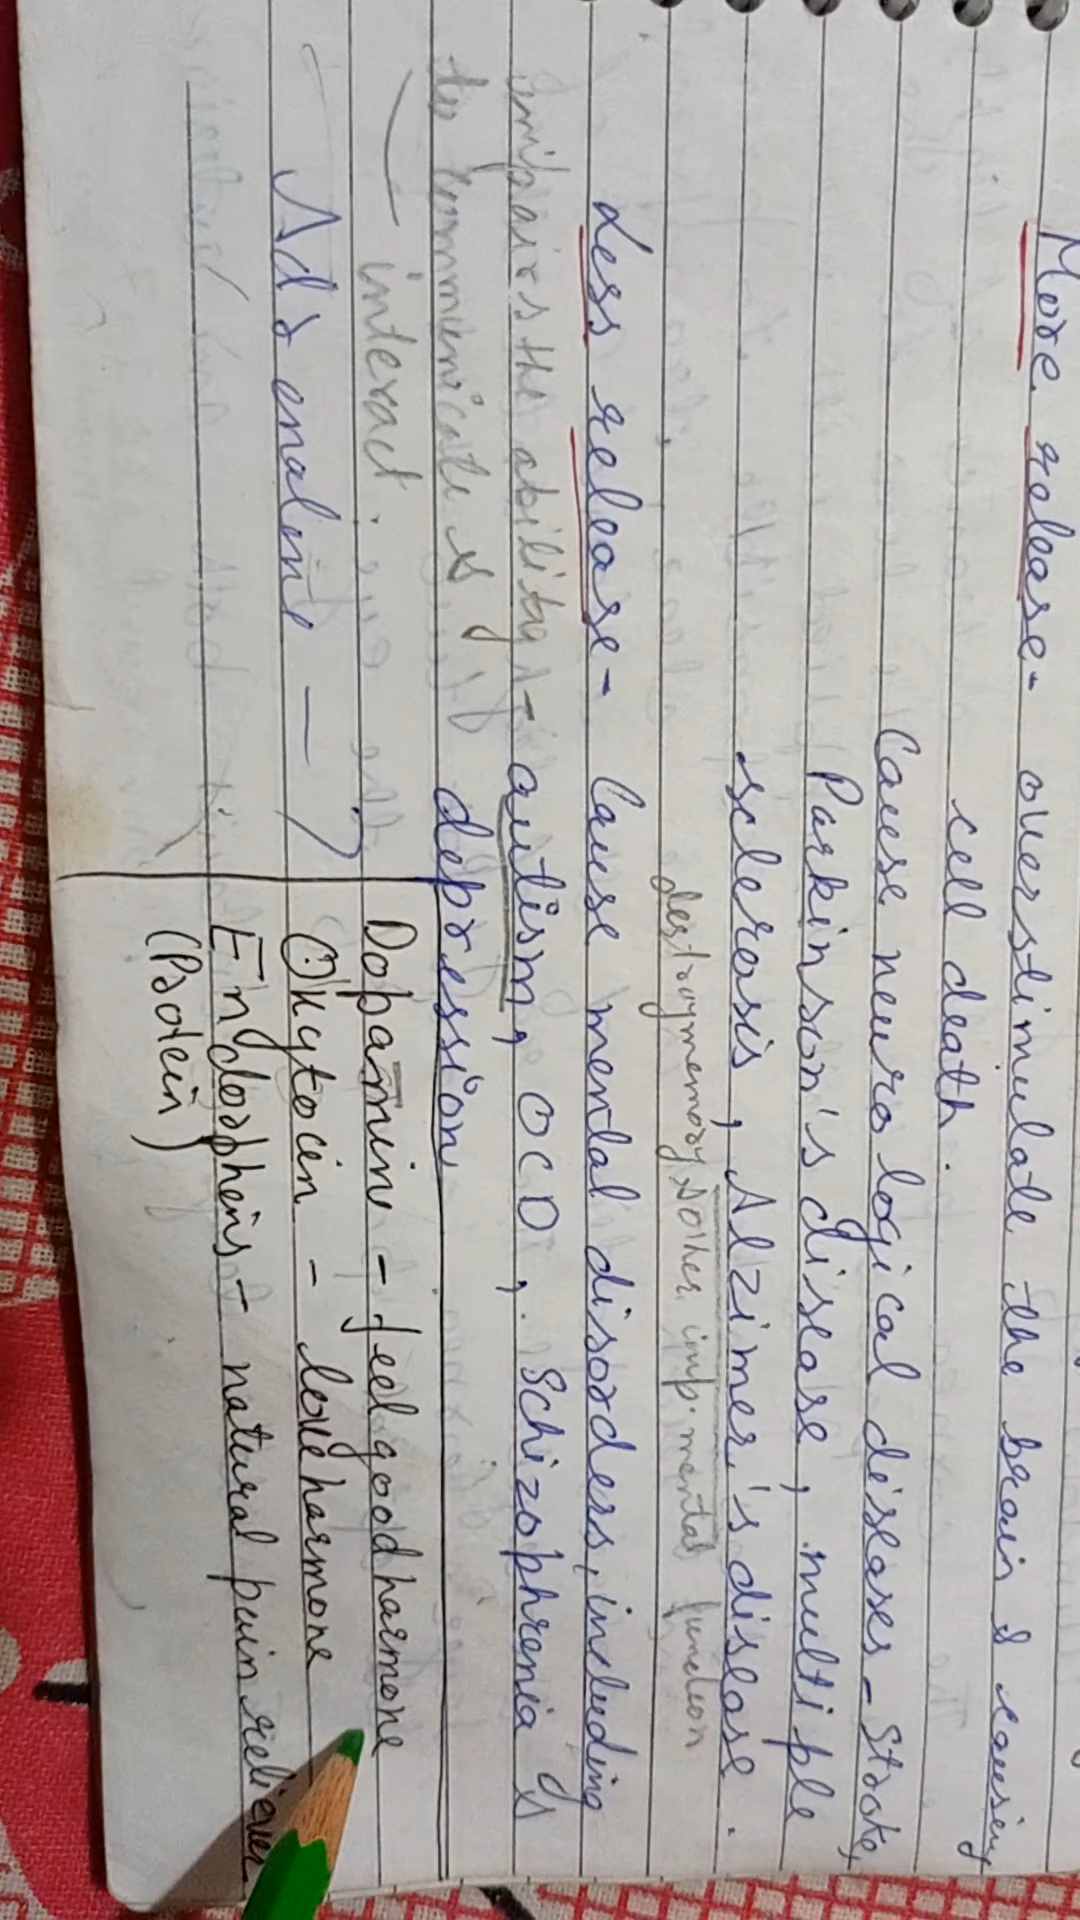 More release- overstimulate the brain & causing
cell death.
Cause neurological diseases - Stroke,
Parkinson's disease, multiple
sclerosis, Alzimer's disease.
destroy memory & other imp. mental function
Less release- Cause mental disorders, including
impairs the ability - autism, OCD, Schizophrenia &
to communicate & depression
interact.
Adrenaline -
Dopamine - feel good harmone
Oxytocin - love harmone
Endorphins - natural pain reliever
(Protein)